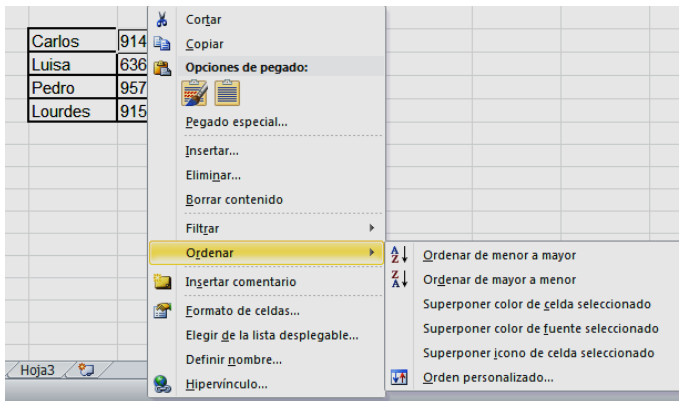 Carlos 914
Luisa 636
Pedro 957
Lourdes 915
Cortar
Copiar
Opciones de pegado:
Pegado especial...
Insertar...
Eliminar...
Borrar contenido
Filtrar
Ordenar
Insertar comentario
Formato de celdas...
Elegir de la lista desplegable...
Definir nombre...
Hipervínculo...
Ordenar de menor a mayor
Ordenar de mayor a menor
Superponer color de celda seleccionado
Superponer color de fuente seleccionado
Superponer icono de celda seleccionado
Orden personalizado...
Hoja3